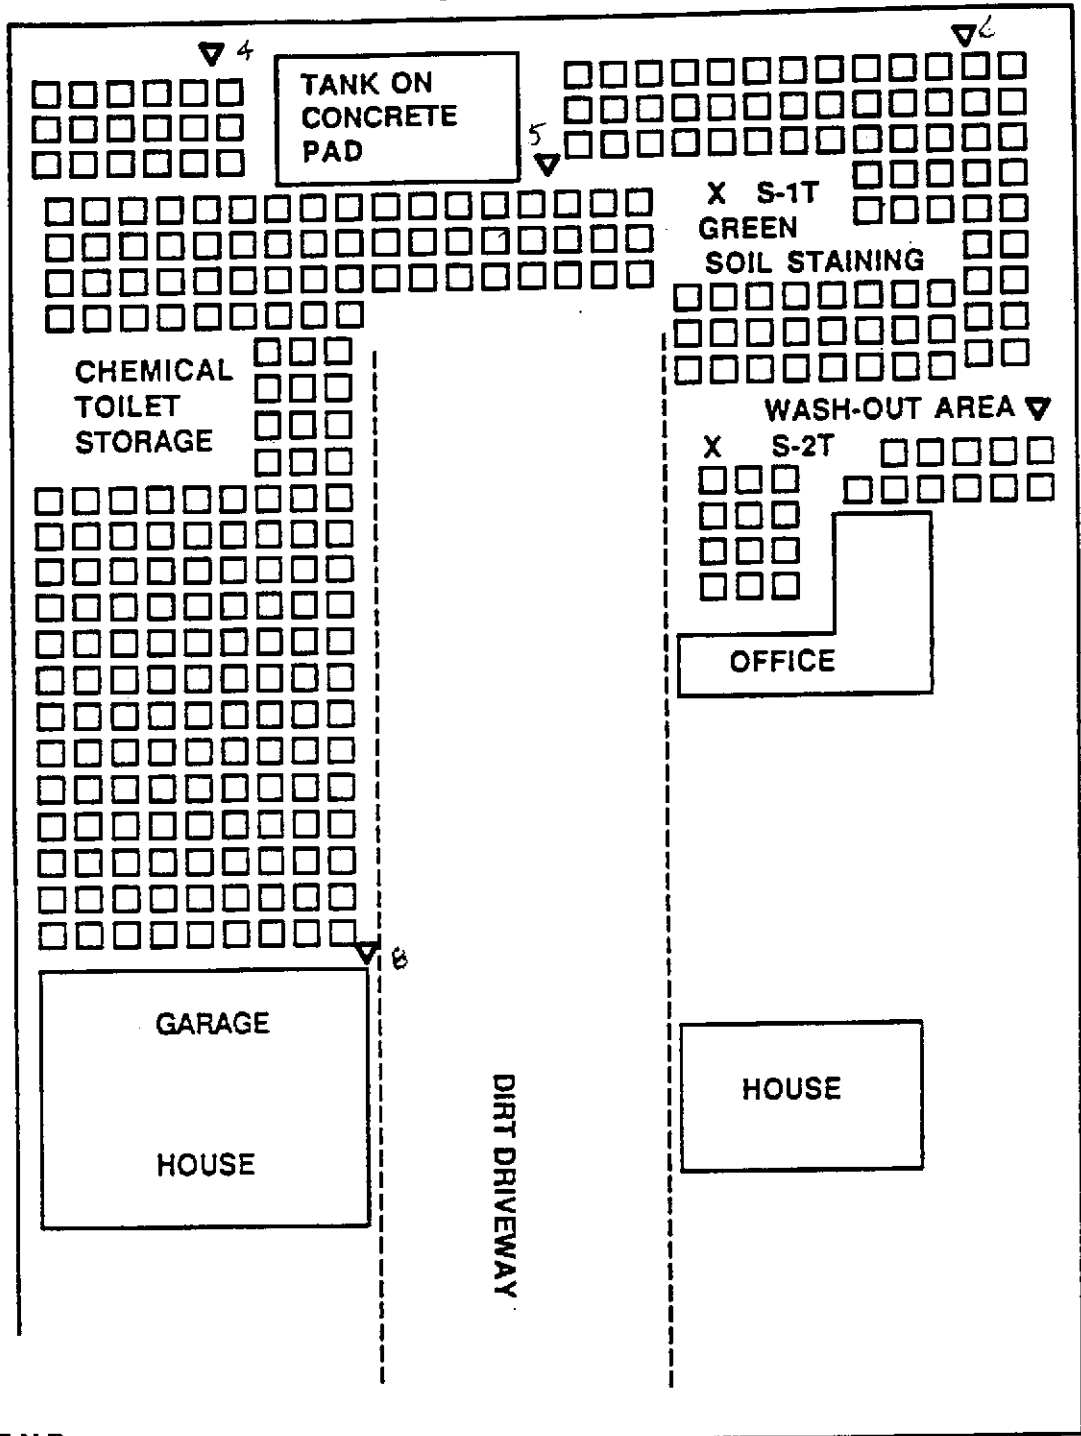 4
6
TANK ON
CONCRETE
PAD
5
X S-1T
GREEN
SOIL STAINING
CHEMICAL
TOILET
STORAGE
WASH-OUT AREA
X S-2T
OFFICE
8
GARAGE
HOUSE
HOUSE
DIRT DRIVEWAY